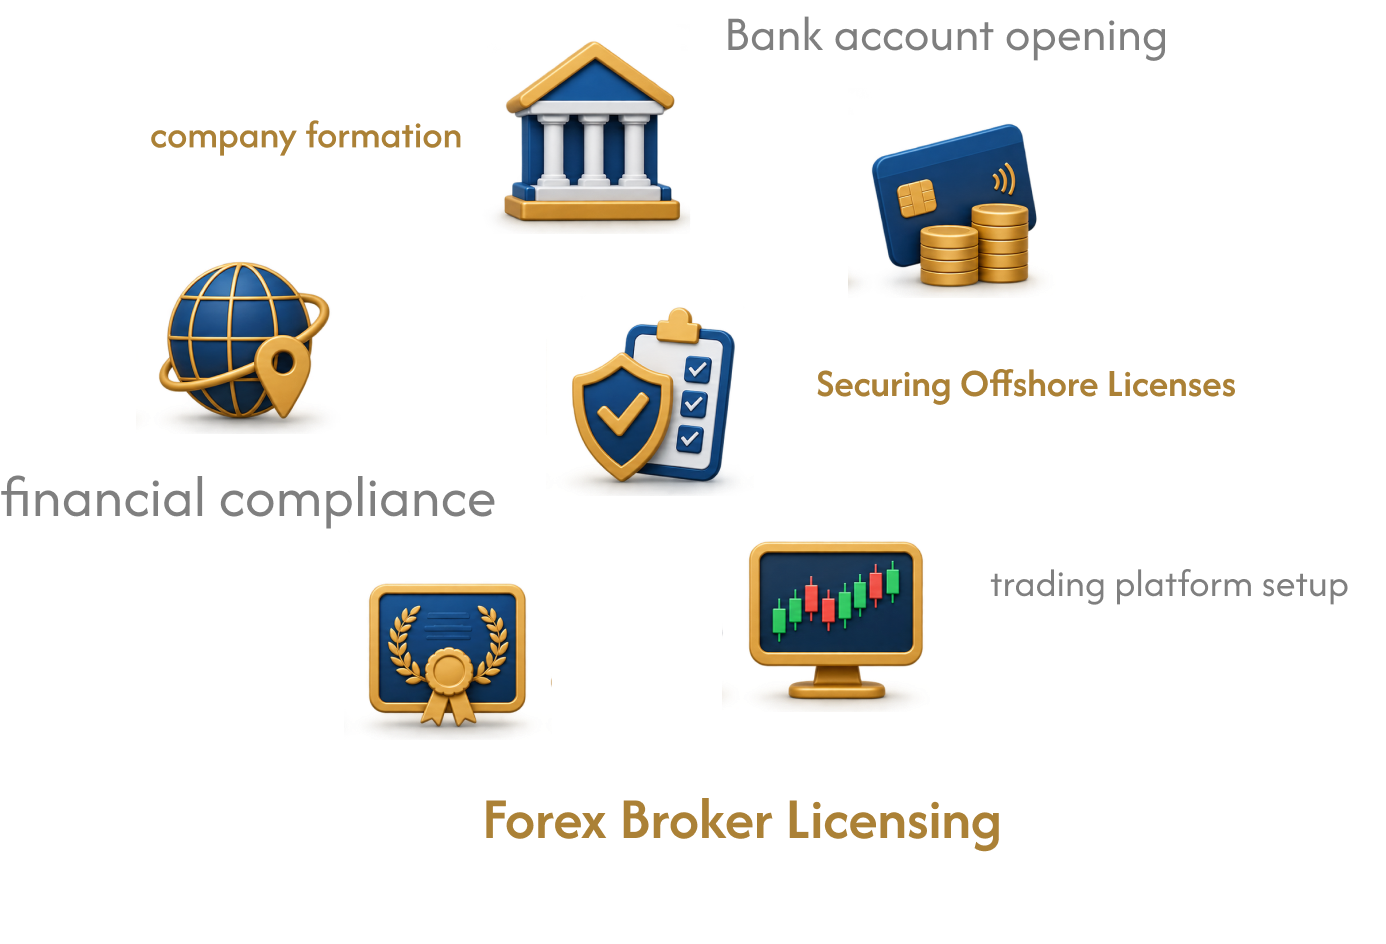 Bank account opening
company formation
Securing Offshore Licenses
financial compliance
trading platform setup
Forex Broker Licensing